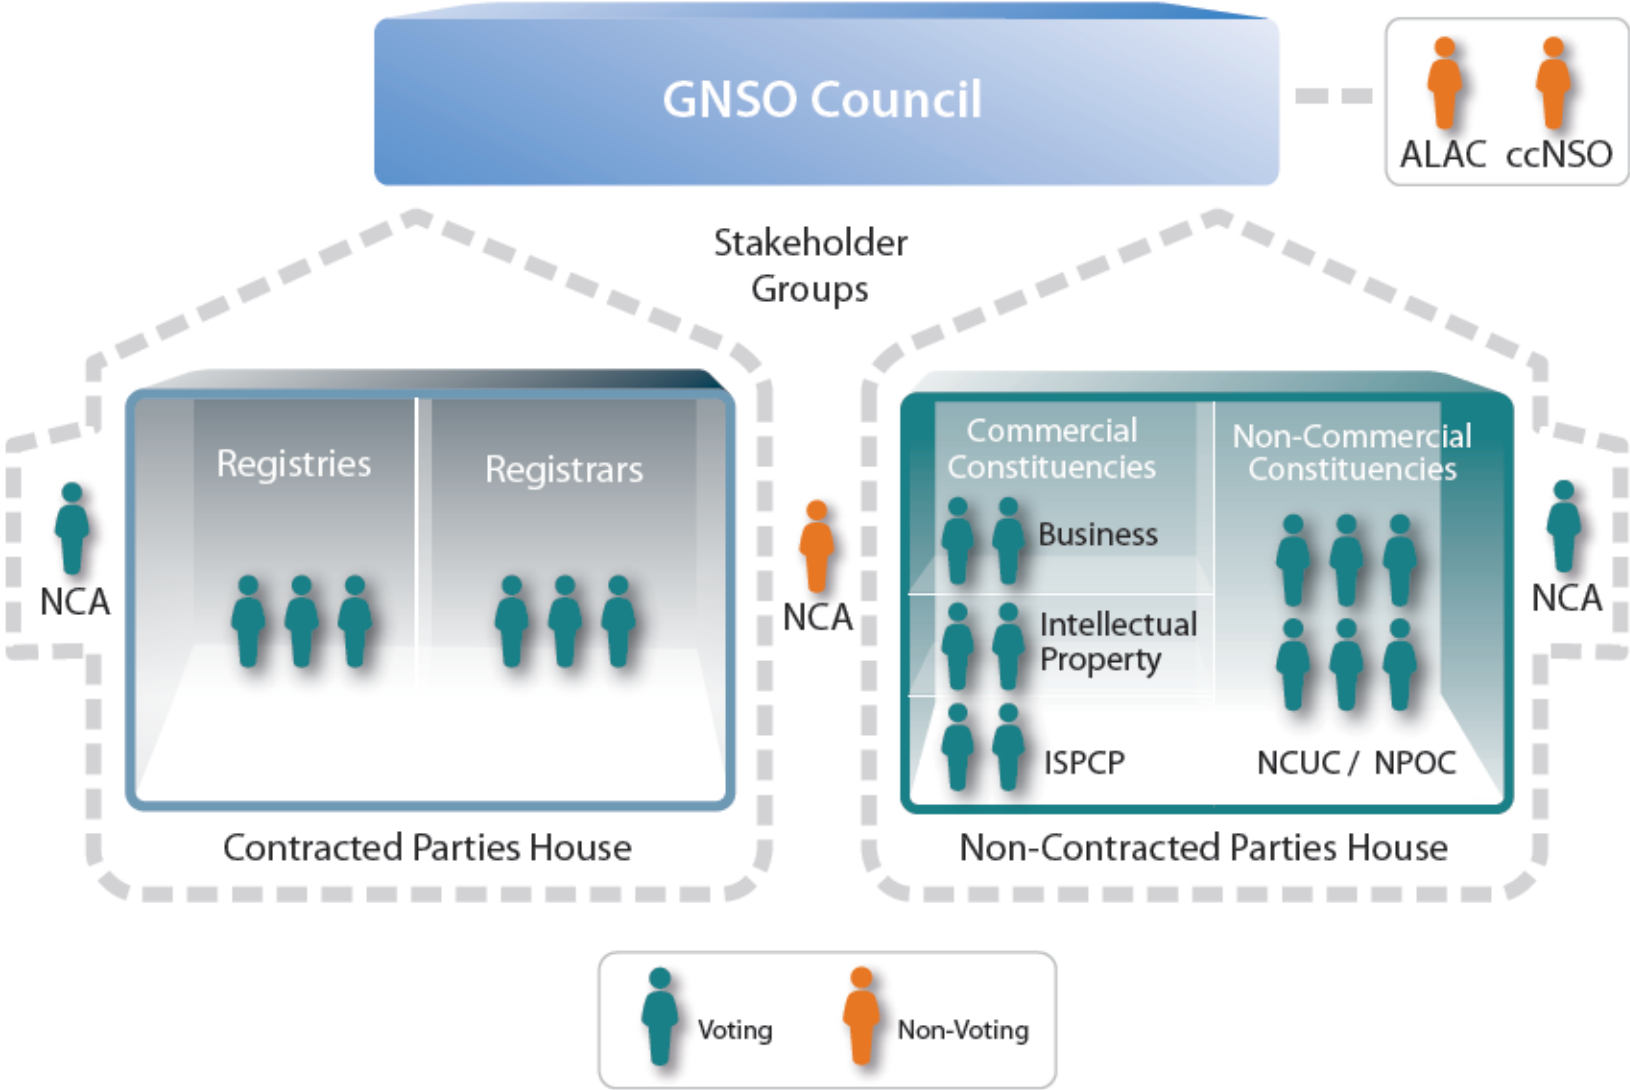 GNSO Council
ALAC ccNSO
Stakeholder
Groups
Registries
Registrars
NCA
NCA
Commercial
Constituencies
Business
Intellectual
Property
ISPCP
Non-Commercial
Constituencies
NCUC / NPOC
NCA
Contracted Parties House
Non-Contracted Parties House
Voting
Non-Voting